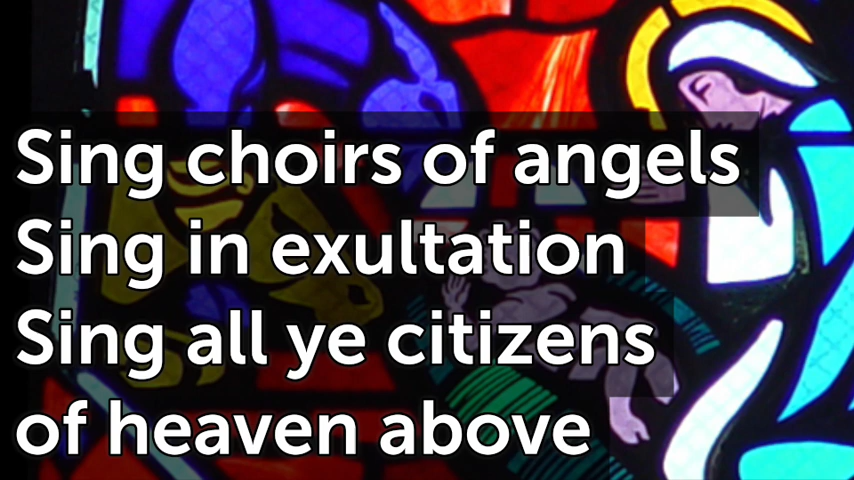 Sing choirs of angels
Sing in exultation
Sing all ye citizens
of heaven above